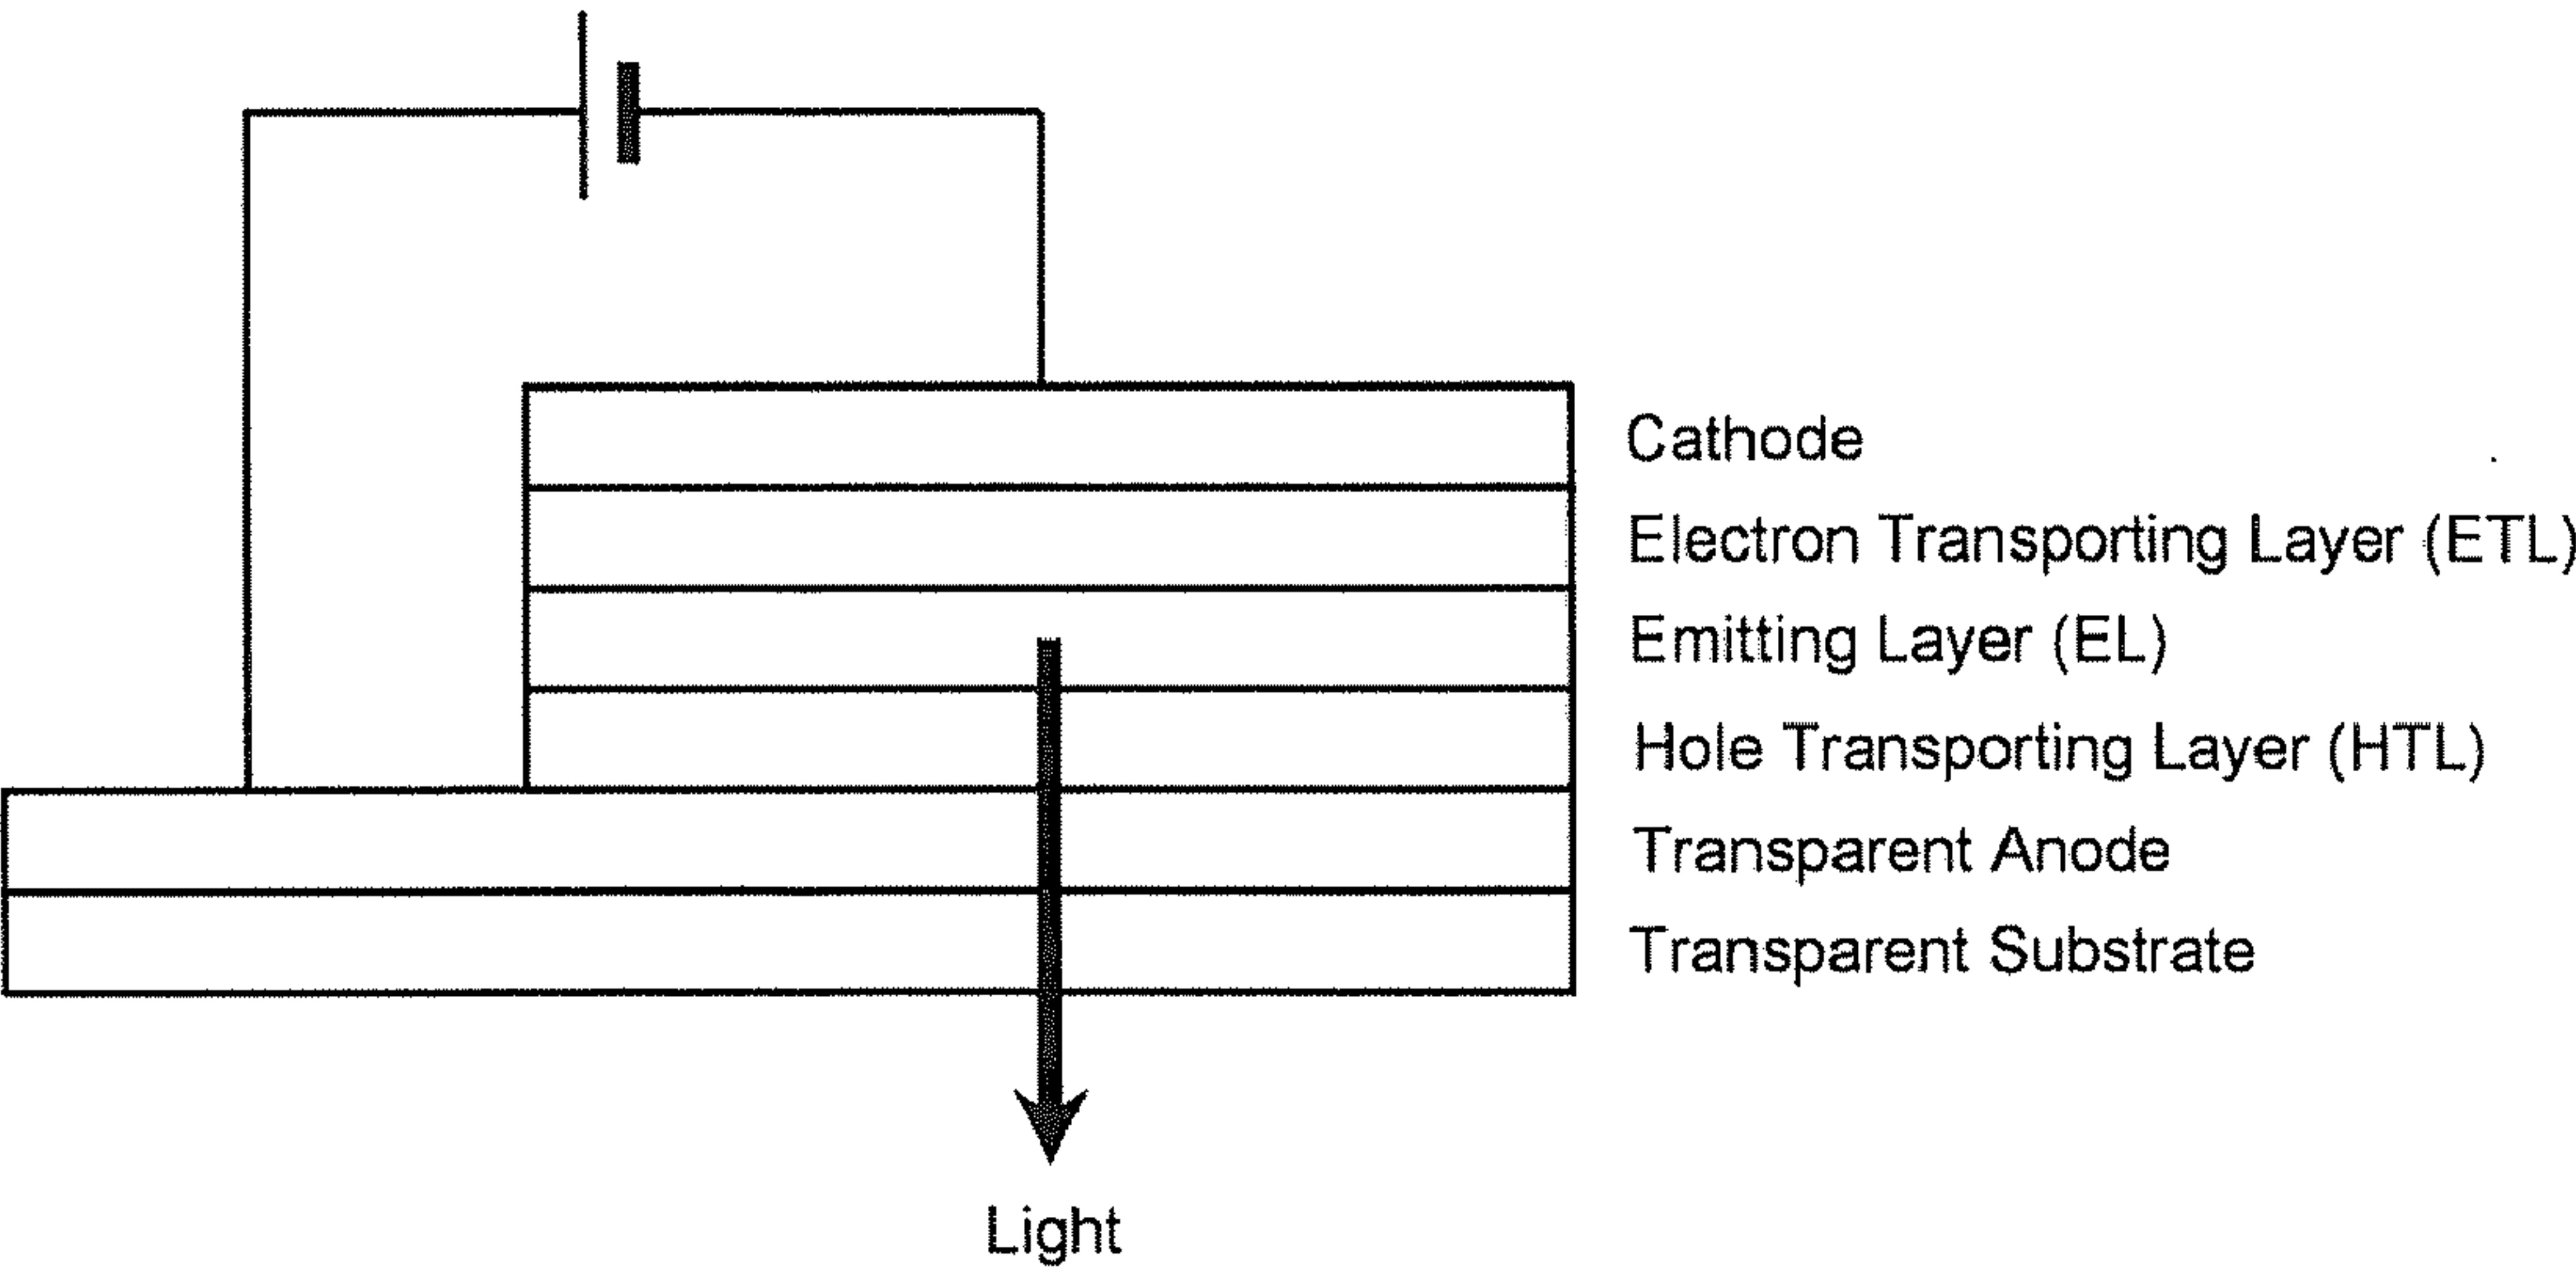 Cathode
Electron Transporting Layer (ETL)
Emitting Layer (EL)
Hole Transporting Layer (HTL)
Transparent Anode
Transparent Substrate
Light